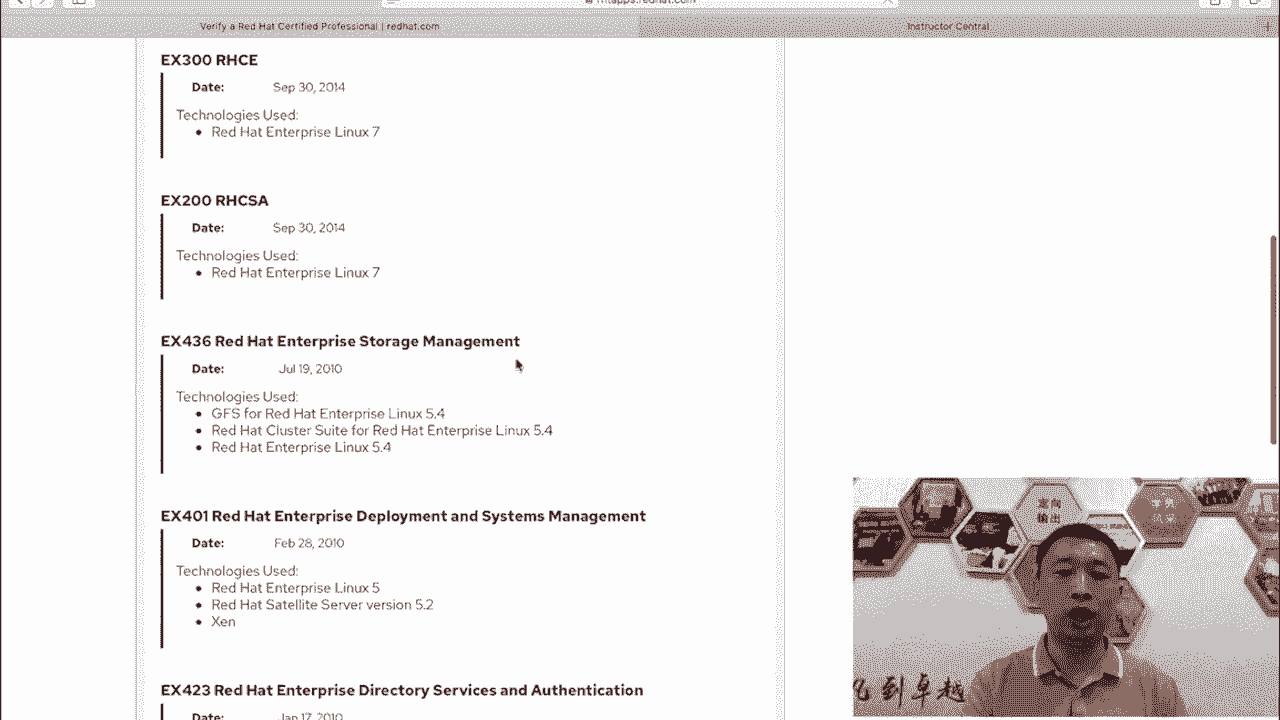 Verify a Red Hat Certified Professional | redhat.com
Instructor Central
EX300 RHCE
Date: Sep 30, 2014
Technologies Used:
• Red Hat Enterprise Linux 7
EX200 RHCSA
Date: Sep 30, 2014
Technologies Used:
• Red Hat Enterprise Linux 7
EX436 Red Hat Enterprise Storage Management
Date: Jul 19, 2010
Technologies Used:
• GFS for Red Hat Enterprise Linux 5.4
• Red Hat Cluster Suite for Red Hat Enterprise Linux 5.4
• Red Hat Enterprise Linux 5.4
EX401 Red Hat Enterprise Deployment and Systems Management
Date: Feb 28, 2010
Technologies Used:
• Red Hat Enterprise Linux 5
• Red Hat Satellite Server version 5.2
• Xen
EX423 Red Hat Enterprise Directory Services and Authentication
Date: Jan 17, 2010
到卓越